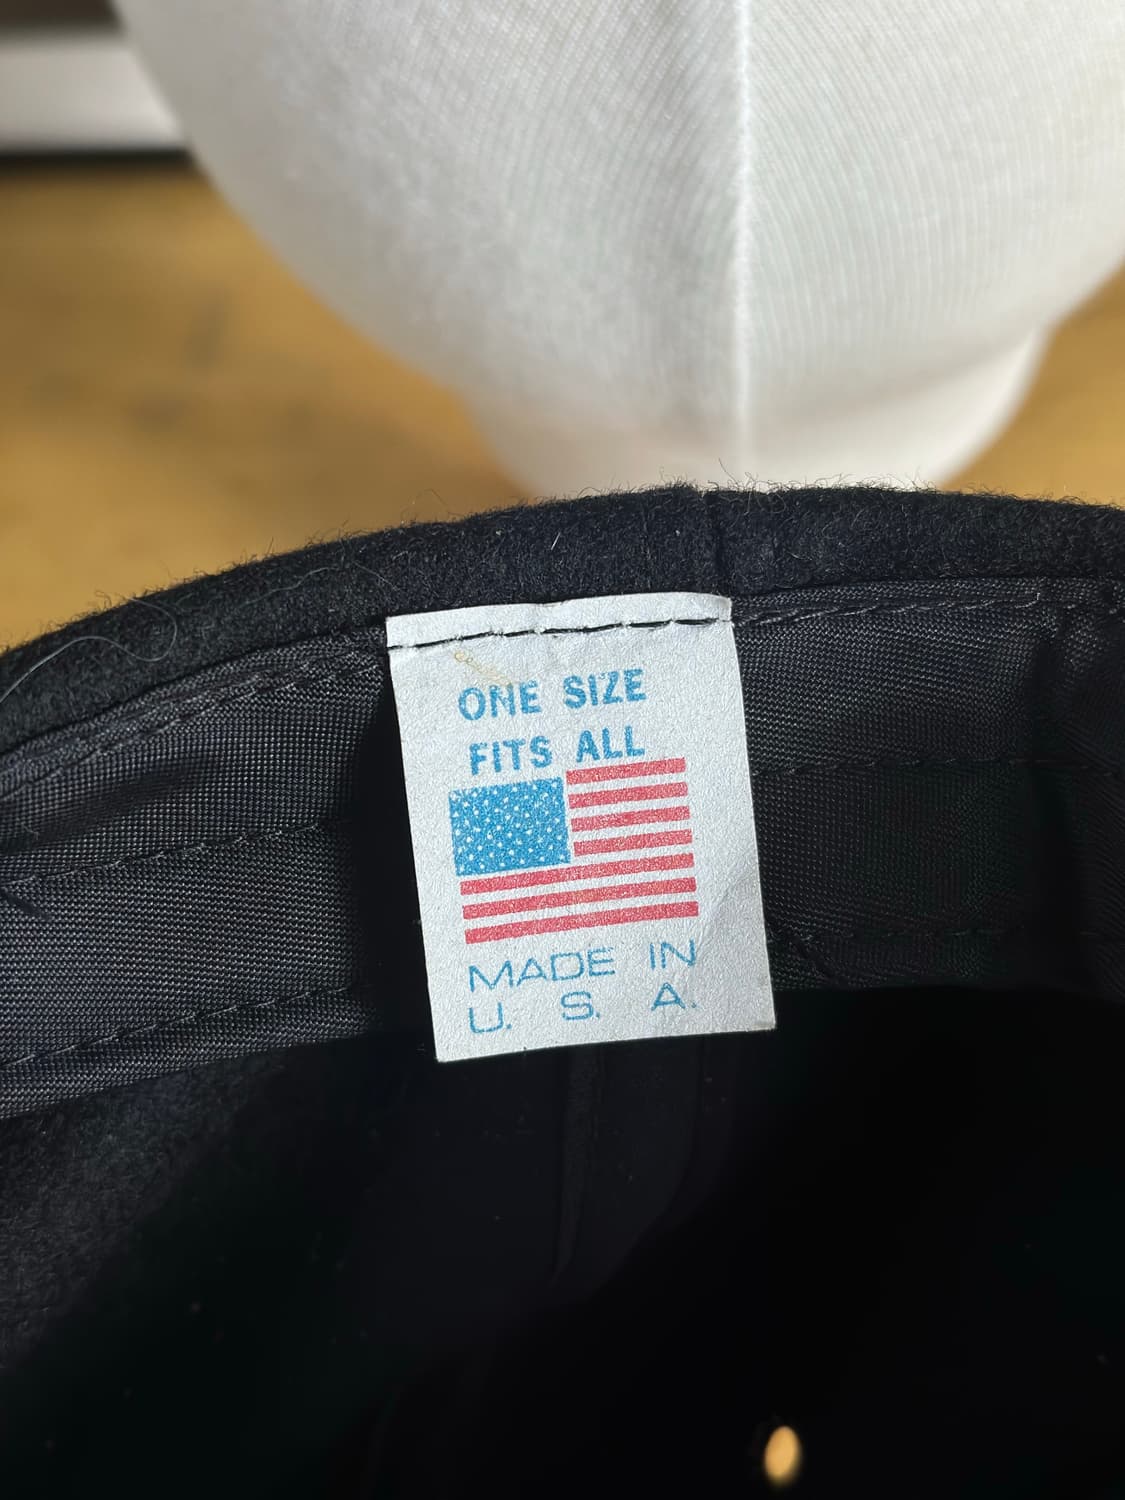 ONE SIZE
FITS ALL
MADE IN
U. S. A.